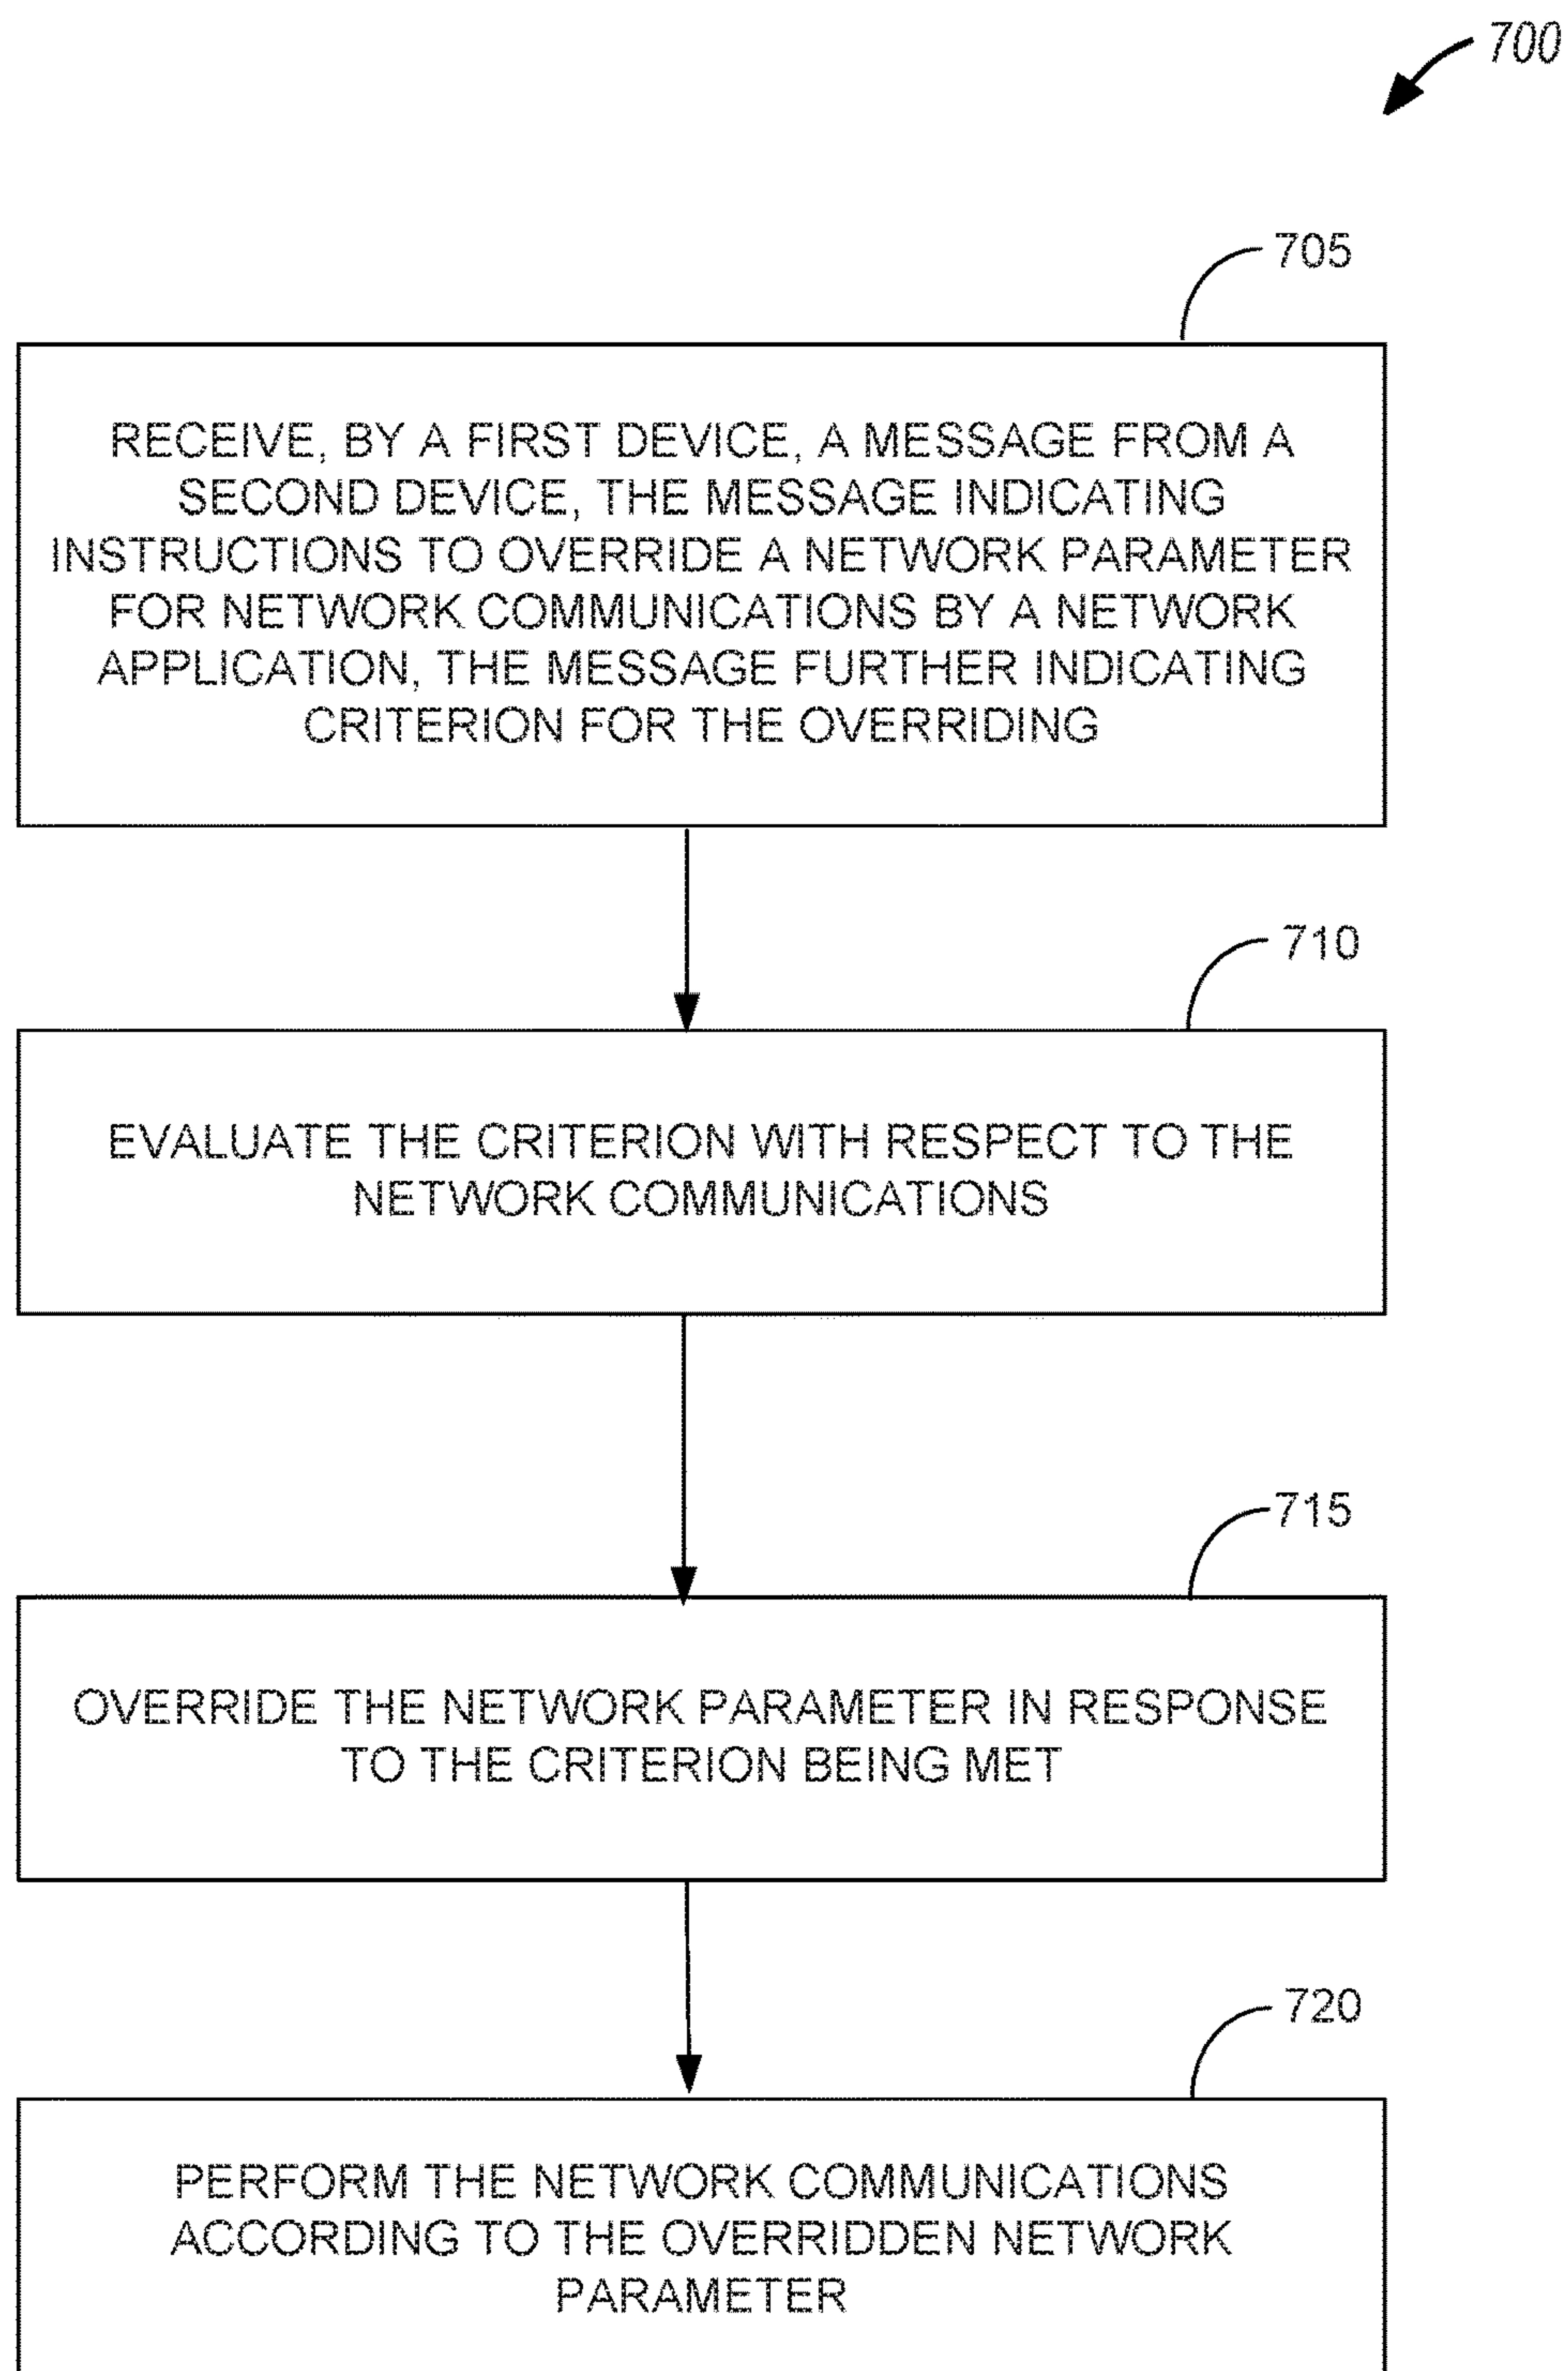 700
705
RECEIVE, BY A FIRST DEVICE, A MESSAGE FROM A
SECOND DEVICE, THE MESSAGE INDICATING
INSTRUCTIONS TO OVERRIDE A NETWORK PARAMETER
FOR NETWORK COMMUNICATIONS BY A NETWORK
APPLICATION, THE MESSAGE FURTHER INDICATING
CRITERION FOR THE OVERRIDING
710
EVALUATE THE CRITERION WITH RESPECT TO THE
NETWORK COMMUNICATIONS
715
OVERRIDE THE NETWORK PARAMETER IN RESPONSE
TO THE CRITERION BEING MET
720
PERFORM THE NETWORK COMMUNICATIONS
ACCORDING TO THE OVERRIDDEN NETWORK
PARAMETER